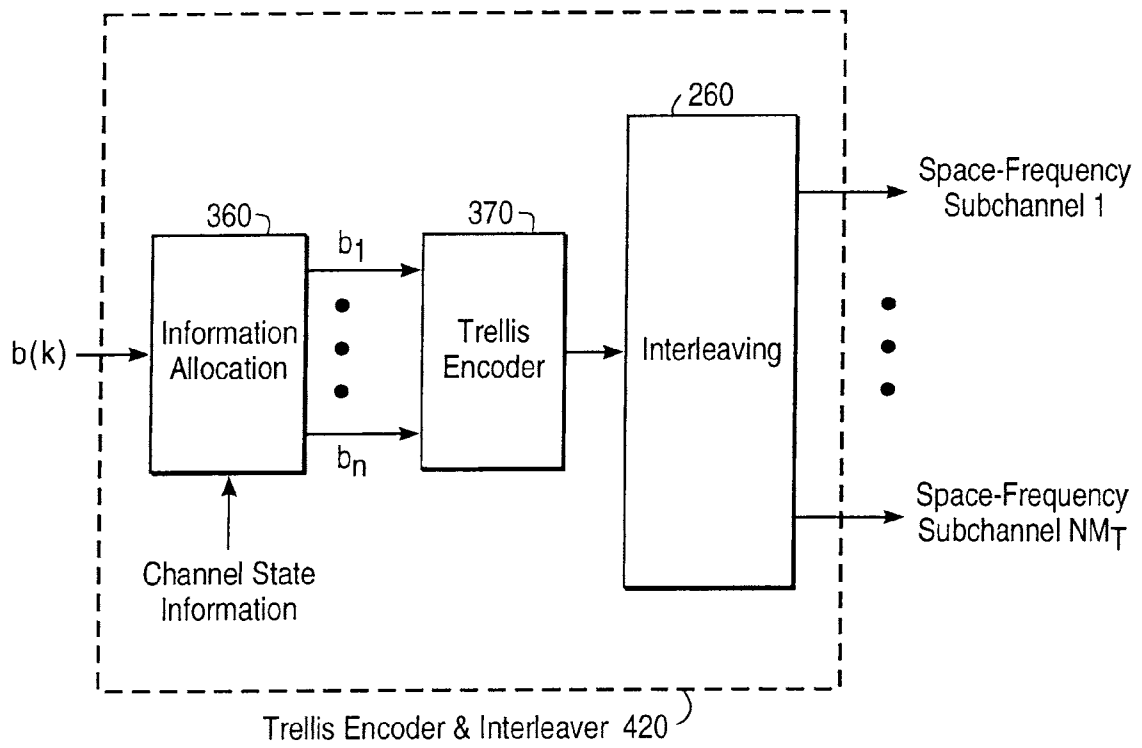 260
Space-Frequency
Subchannel 1
360
370
b1
b(k)
Information
Allocation
Trellis
Encoder
Interleaving
bn
Space-Frequency
Subchannel NMT
Channel State
Information
Trellis Encoder & Interleaver 420